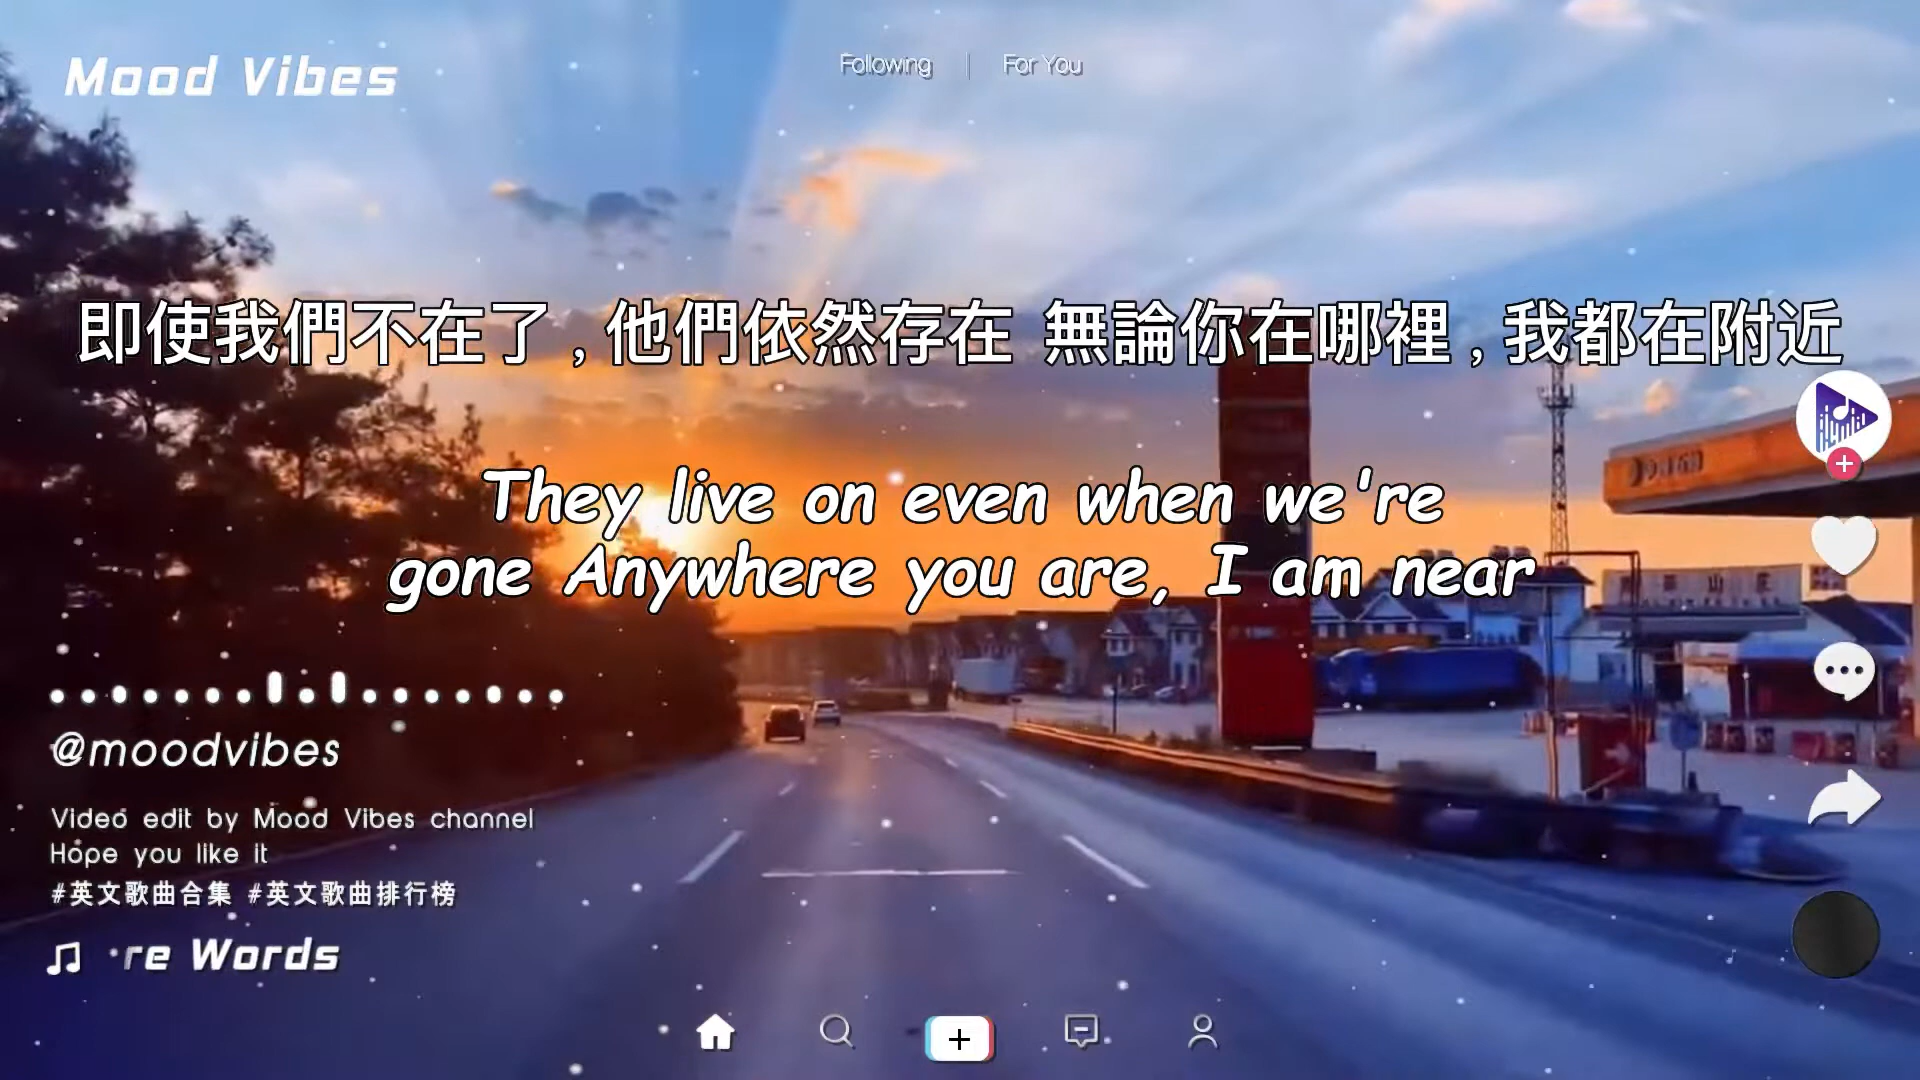 Mood Vibes
Following | For You
即使我們不在了，他們依然存在 無論你在哪裡，我都在附近
They live on even when we're
gone Anywhere you are, I am near
@moodvibes
Video edit by Mood Vibes channel
Hope you like it
#英文歌曲合集 #英文歌曲排行榜
re Words